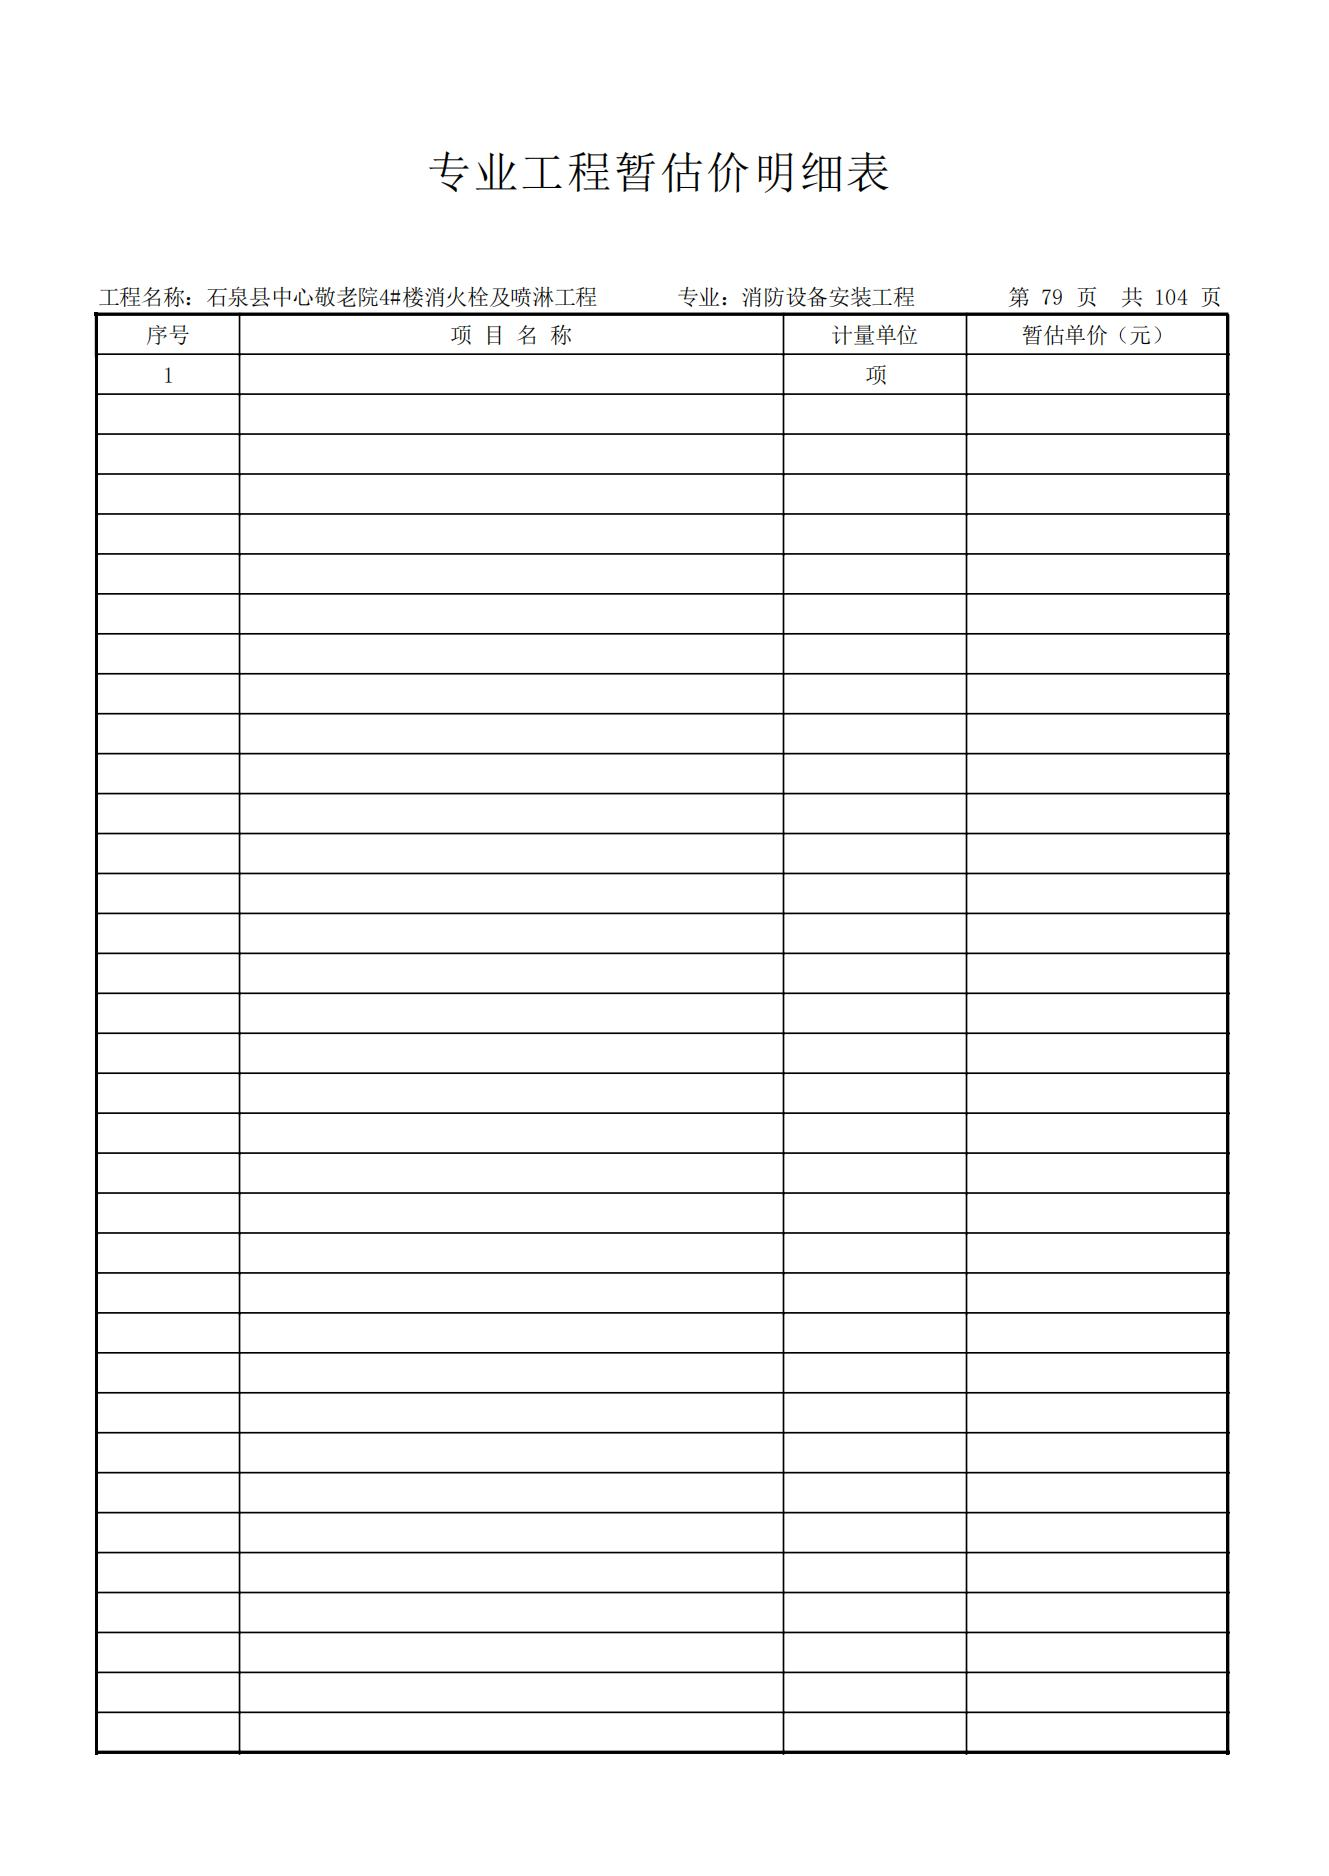 专业工程暂估价明细表
工程名称：石泉县中心敬老院4#楼消火栓及喷淋工程 专业：消防设备安装工程 第 79 页 共 104 页
序号 项 目 名 称 计量单位 暂估单价（元）
1 项